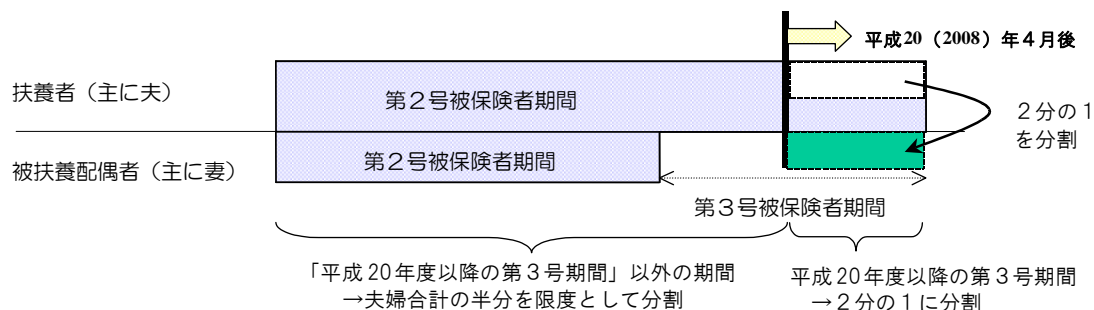 平成20（2008）年４月後
扶養者（主に夫）
第２号被保険者期間
２分の１
を分割
被扶養配偶者（主に妻）
第２号被保険者期間
第３号被保険者期間
「平成20年度以降の第３号期間」以外の期間
→夫婦合計の半分を限度として分割
平成20年度以降の第３号期間
→２分の１に分割